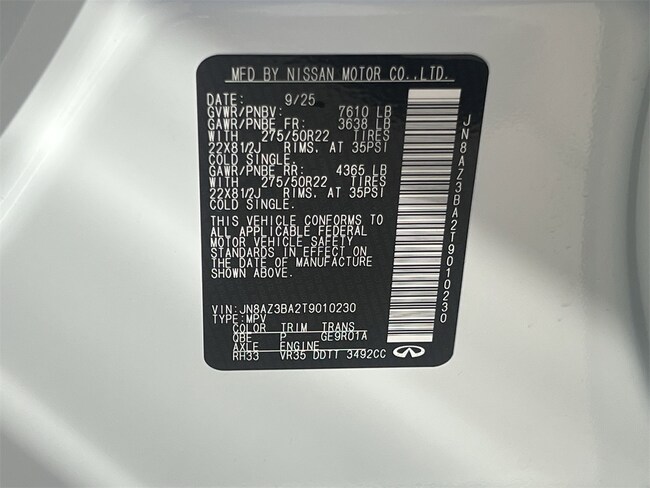 MFD BY NISSAN MOTOR CO.,LTD.
DATE: 9/25
GVWR/PNBV: 7610 LB
GAWR/PNBE FR: 3638 LB
WITH 275/50R22 TIRES
22X81/2J RIMS. AT 35PSI
COLD SINGLE.
GAWR/PNBE RR: 4365 LB
WITH 275/50R22 TIRES
22X81/2J RIMS. AT 35PSI
COLD SINGLE.
THIS VEHICLE CONFORMS TO
ALL APPLICABLE FEDERAL
MOTOR VEHICLE SAFETY
STANDARDS IN EFFECT ON
THE DATE OF MANUFACTURE
SHOWN ABOVE.
VIN: JN8AZ3BA2T9010230
TYPE: MPV
COLOR TRIM TRANS
QBE P GE9R01A
AXLE ENGINE
RH33 VR35 DDTT 3492CC
JN8AZ3BA2T9010230